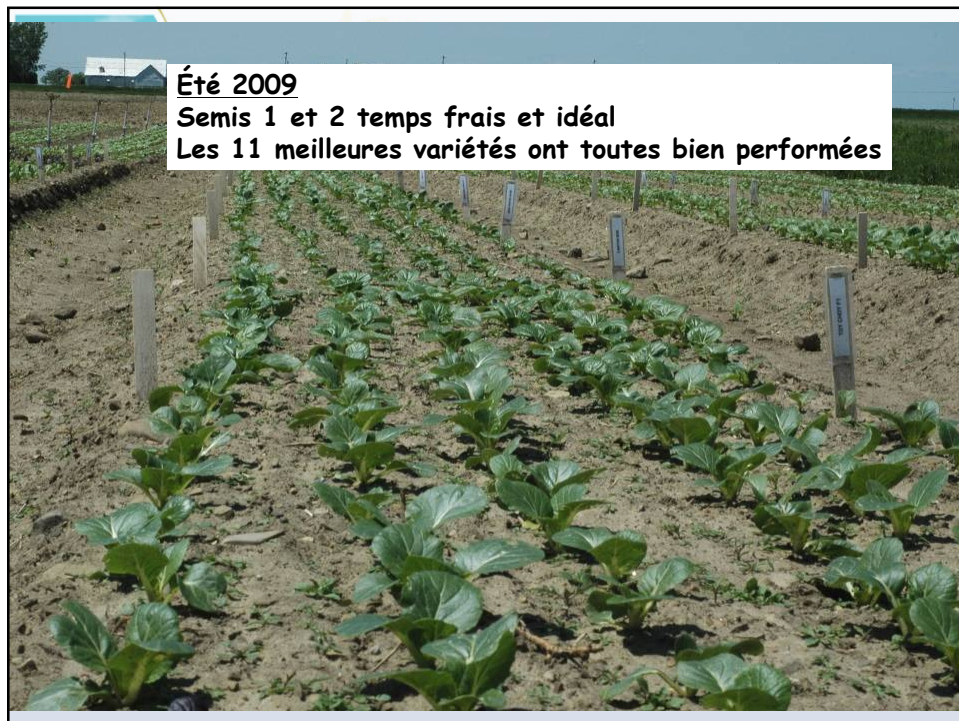 Été 2009
Semis 1 et 2 temps frais et idéal
Les 11 meilleures variétés ont toutes bien performées